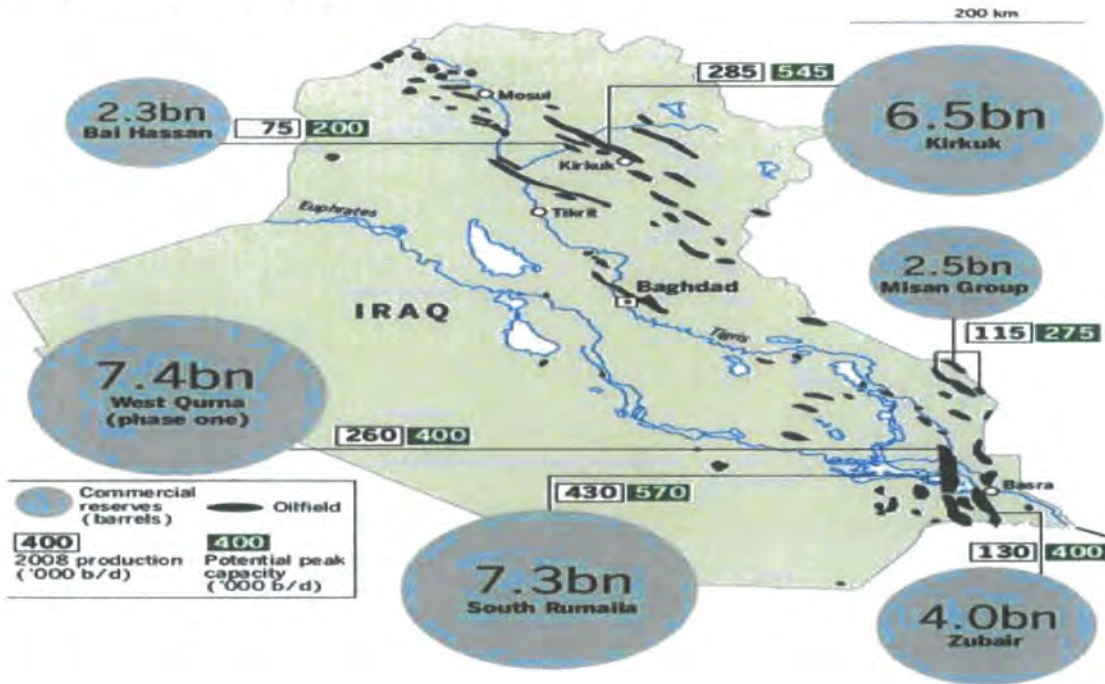 200 km
285 545
6.5bn
Kirkuk
2.3bn
Bai Hassan
75 200
Mosul
Kirkuk
Tikrit
Euphrates
2.5bn
Misan Group
115 275
Baghdad
IRAQ
Tigris
7.4bn
West Qurna
(phase one)
260 400
430 570
Basra
130 400
7.3bn
South Rumaila
4.0bn
Zubair
Commercial
reserves
(barrels)
Oilfield
400
2008 production
('000 b/d)
400
Potential peak
capacity
('000 b/d)